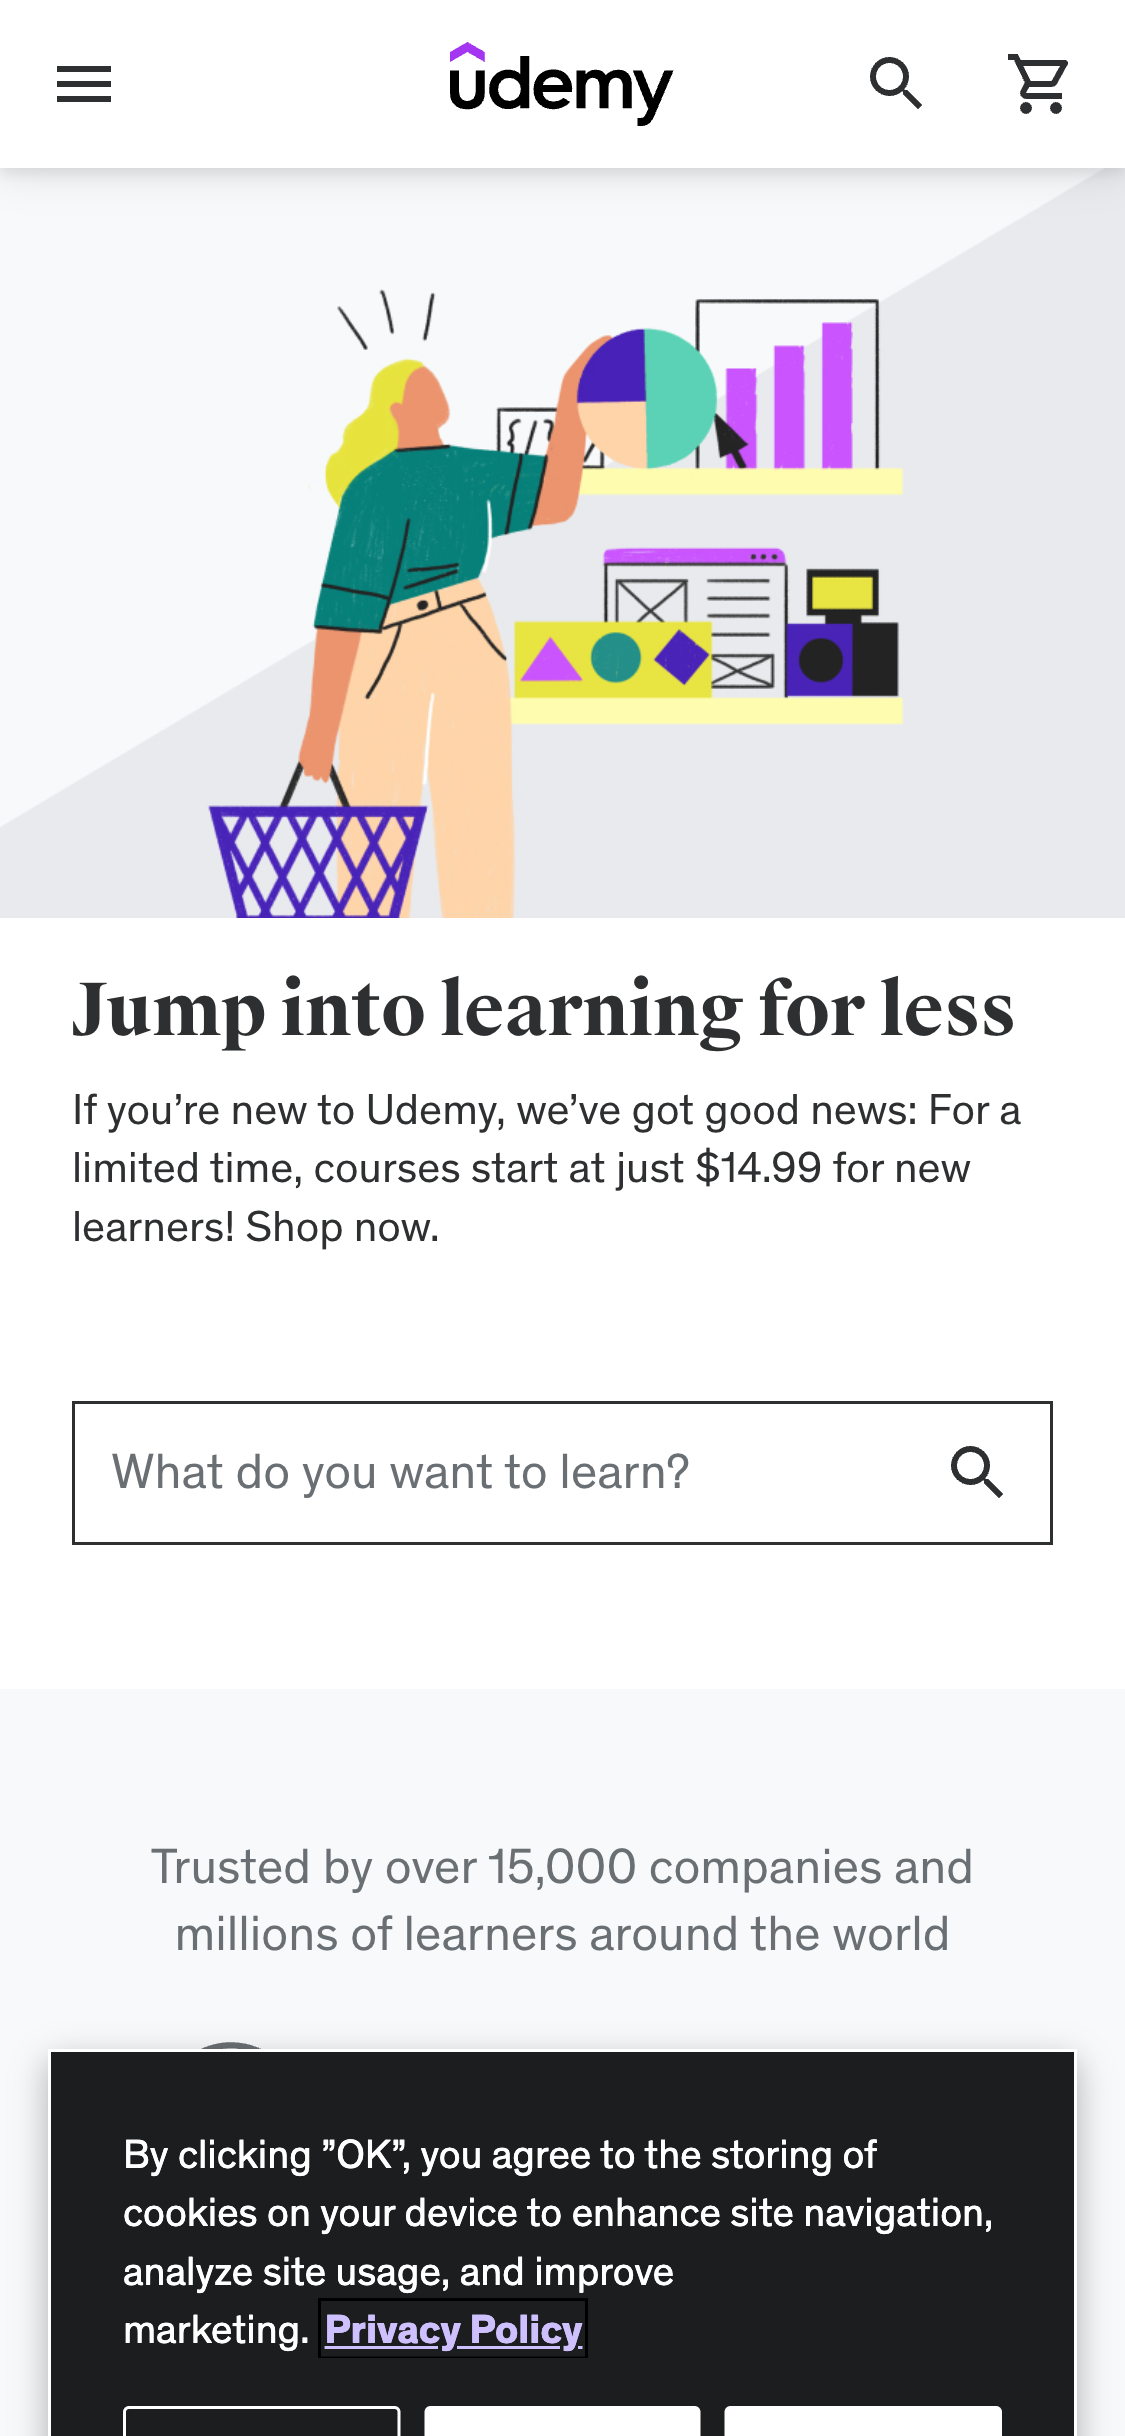 udemy
{/}
Jump into learning for less
If you’re new to Udemy, we’ve got good news: For a
limited time, courses start at just $14.99 for new
learners! Shop now.
What do you want to learn?
Trusted by over 15,000 companies and
millions of learners around the world
By clicking ”OK”, you agree to the storing of
cookies on your device to enhance site navigation,
analyze site usage, and improve
marketing. Privacy Policy